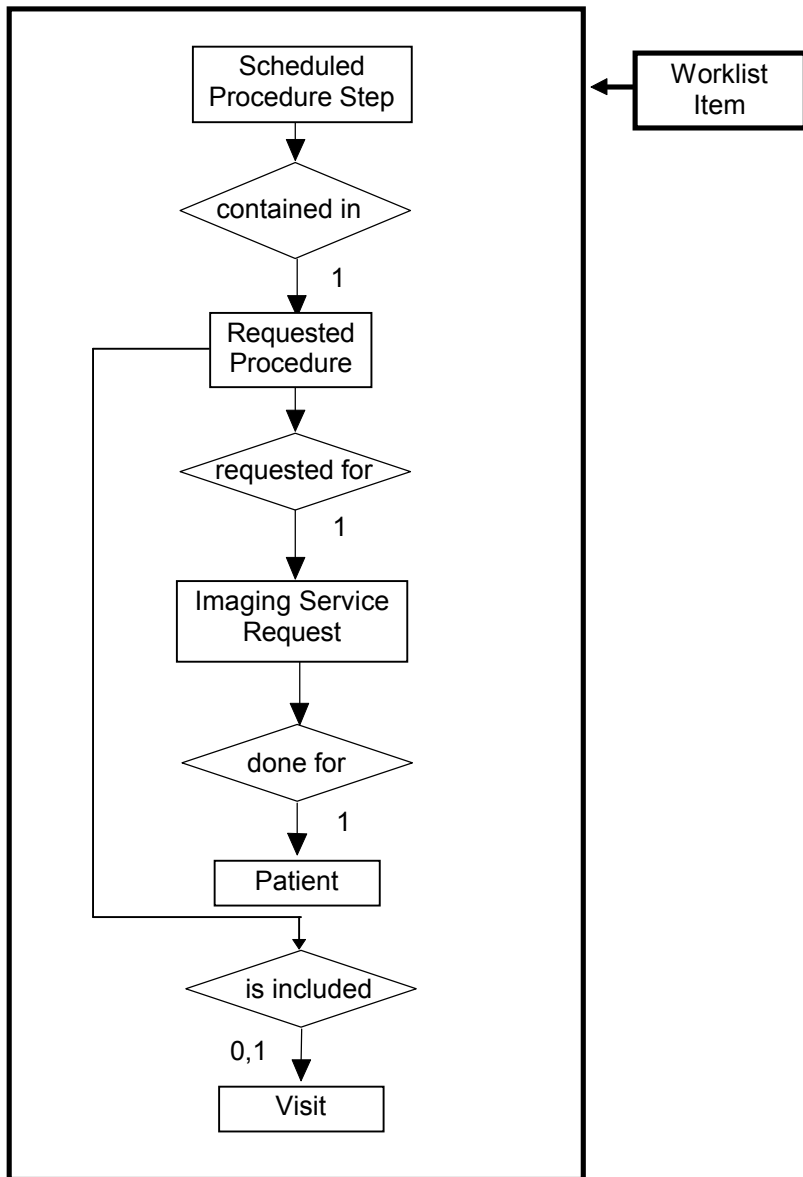 Scheduled
Procedure Step
Worklist
Item
contained in
1
Requested
Procedure
requested for
1
Imaging Service
Request
done for
1
Patient
is included
0,1
Visit